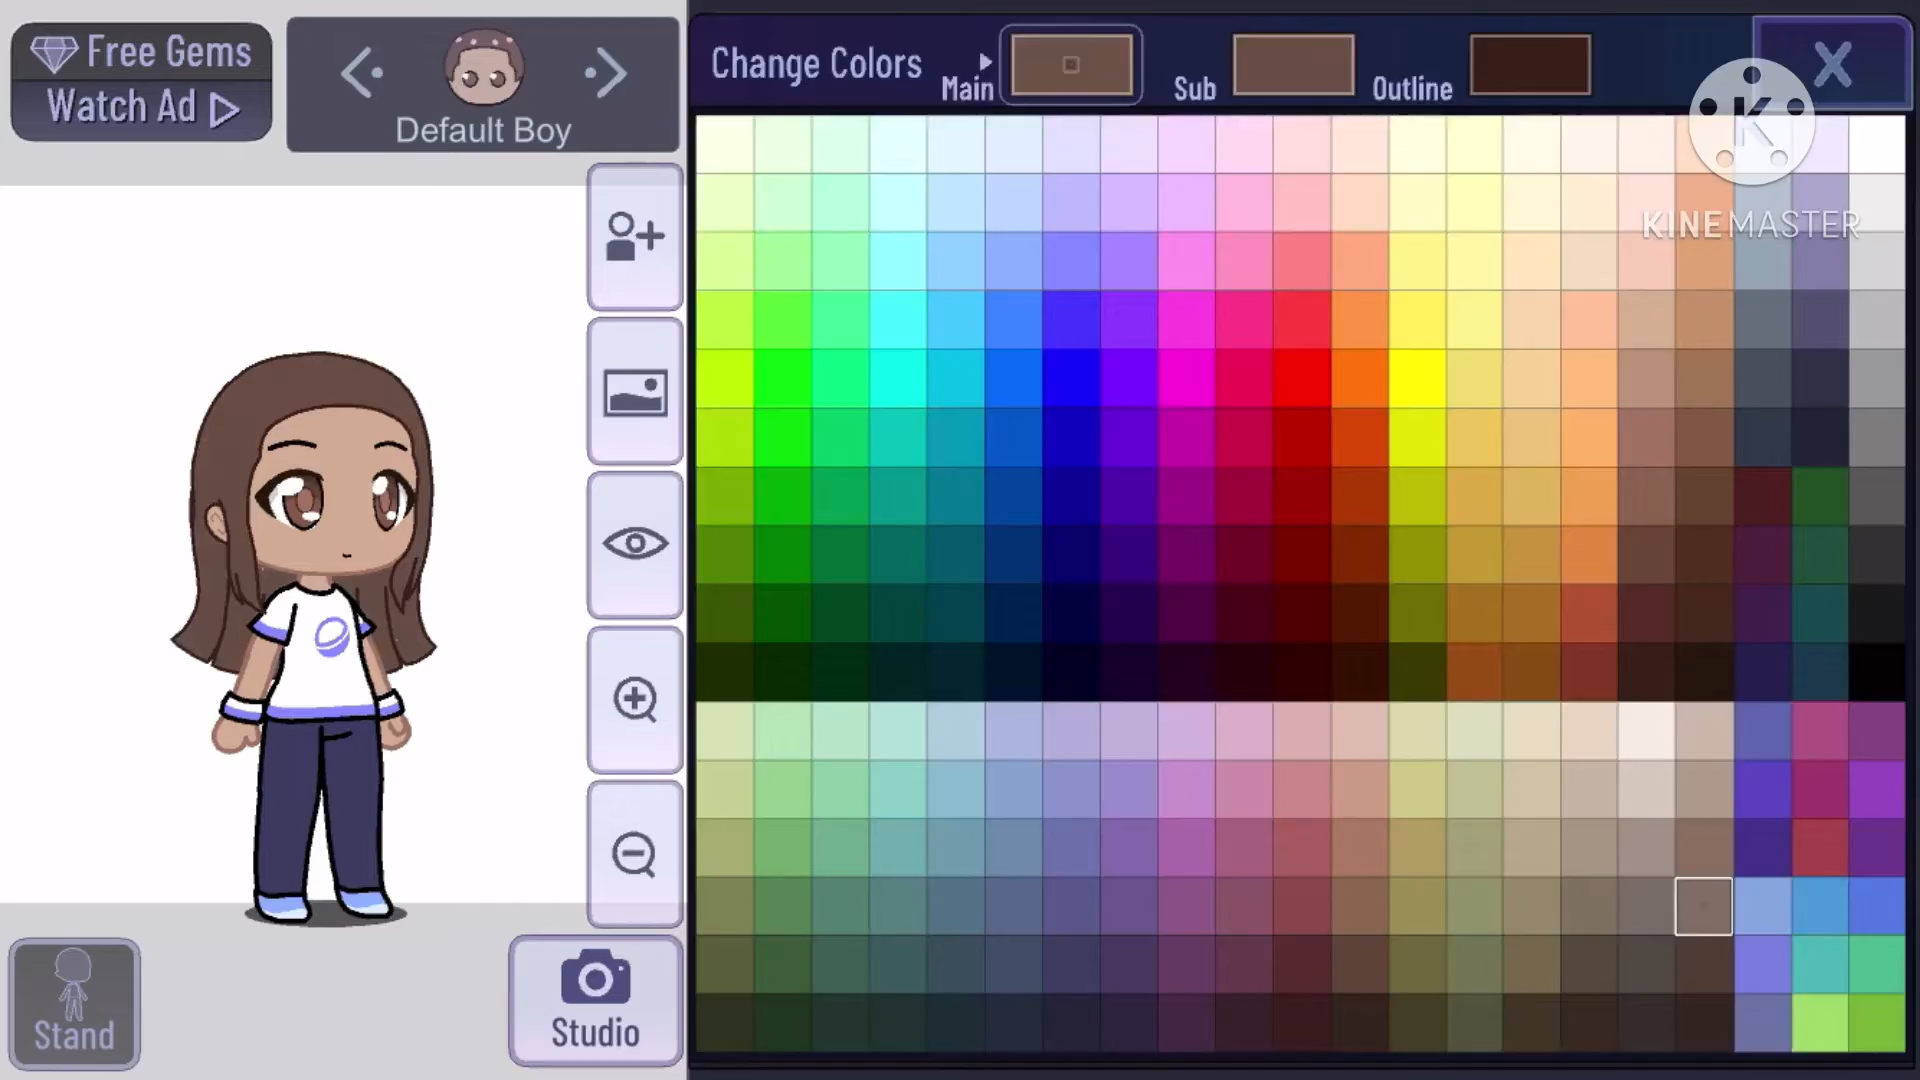 Free Gems
Watch Ad
Default Boy
Change Colors
Main
Sub
Outline
X
K
KINEMASTER
Stand
Studio